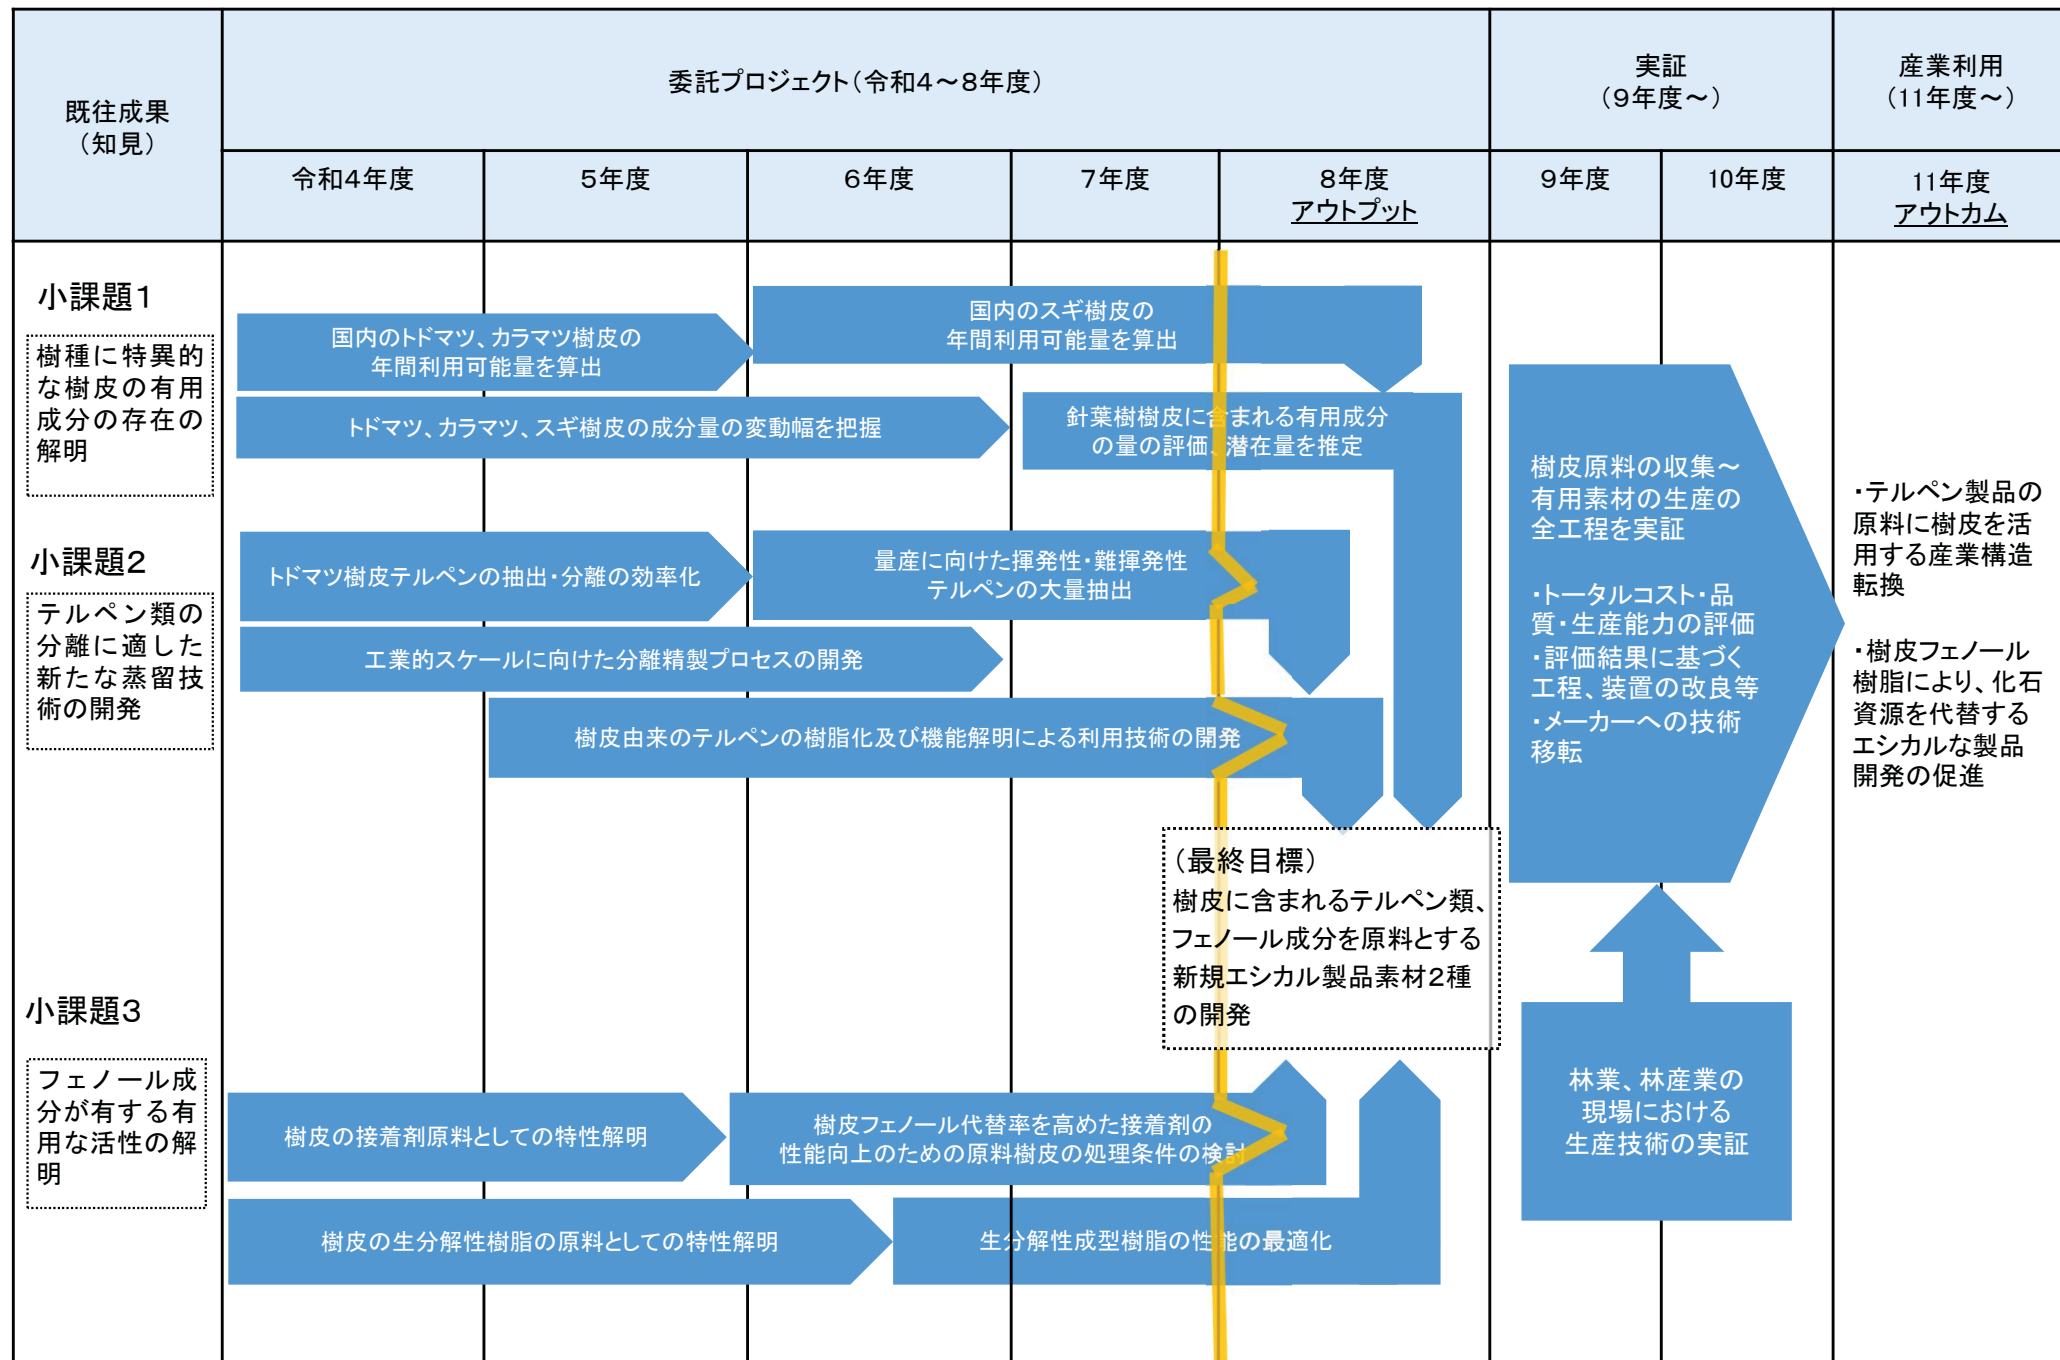 既往成果
（知見）
委託プロジェクト（令和４～８年度）
実証
（９年度～）
産業利用
（11年度～）
令和４年度
５年度
６年度
７年度
８年度
アウトプット
９年度
10年度
11年度
アウトカム
小課題１
樹種に特異的
な樹皮の有用
成分の存在の
解明
国内のトドマツ、カラマツ樹皮の
年間利用可能量を算出
国内のスギ樹皮の
年間利用可能量を算出
トドマツ、カラマツ、スギ樹皮の成分量の変動幅を把握
針葉樹樹皮に含まれる有用成分
の量の評価、潜在量を推定
小課題２
テルペン類の
分離に適した
新たな蒸留技
術の開発
トドマツ樹皮テルペンの抽出・分離の効率化
量産に向けた揮発性・難揮発性
テルペンの大量抽出
工業的スケールに向けた分離精製プロセスの開発
樹皮由来のテルペンの樹脂化及び機能解明による利用技術の開発
（最終目標）
樹皮に含まれるテルペン類、
フェノール成分を原料とする
新規エシカル製品素材２種
の開発
小課題３
フェノール成
分が有する有
用な活性の解
明
樹皮の接着剤原料としての特性解明
樹皮フェノール代替率を高めた接着剤の
性能向上のための原料樹皮の処理条件の検討
樹皮の生分解性樹脂の原料としての特性解明
生分解性成型樹脂の性能の最適化
樹皮原料の収集～
有用素材の生産の
全工程を実証
・トータルコスト・品
質・生産能力の評価
・評価結果に基づく
工程、装置の改良等
・メーカーへの技術
移転
林業、林産業の
現場における
生産技術の実証
・テルペン製品の
原料に樹皮を活
用する産業構造
転換
・樹皮フェノール
樹脂により、化石
資源を代替する
エシカルな製品
開発の促進